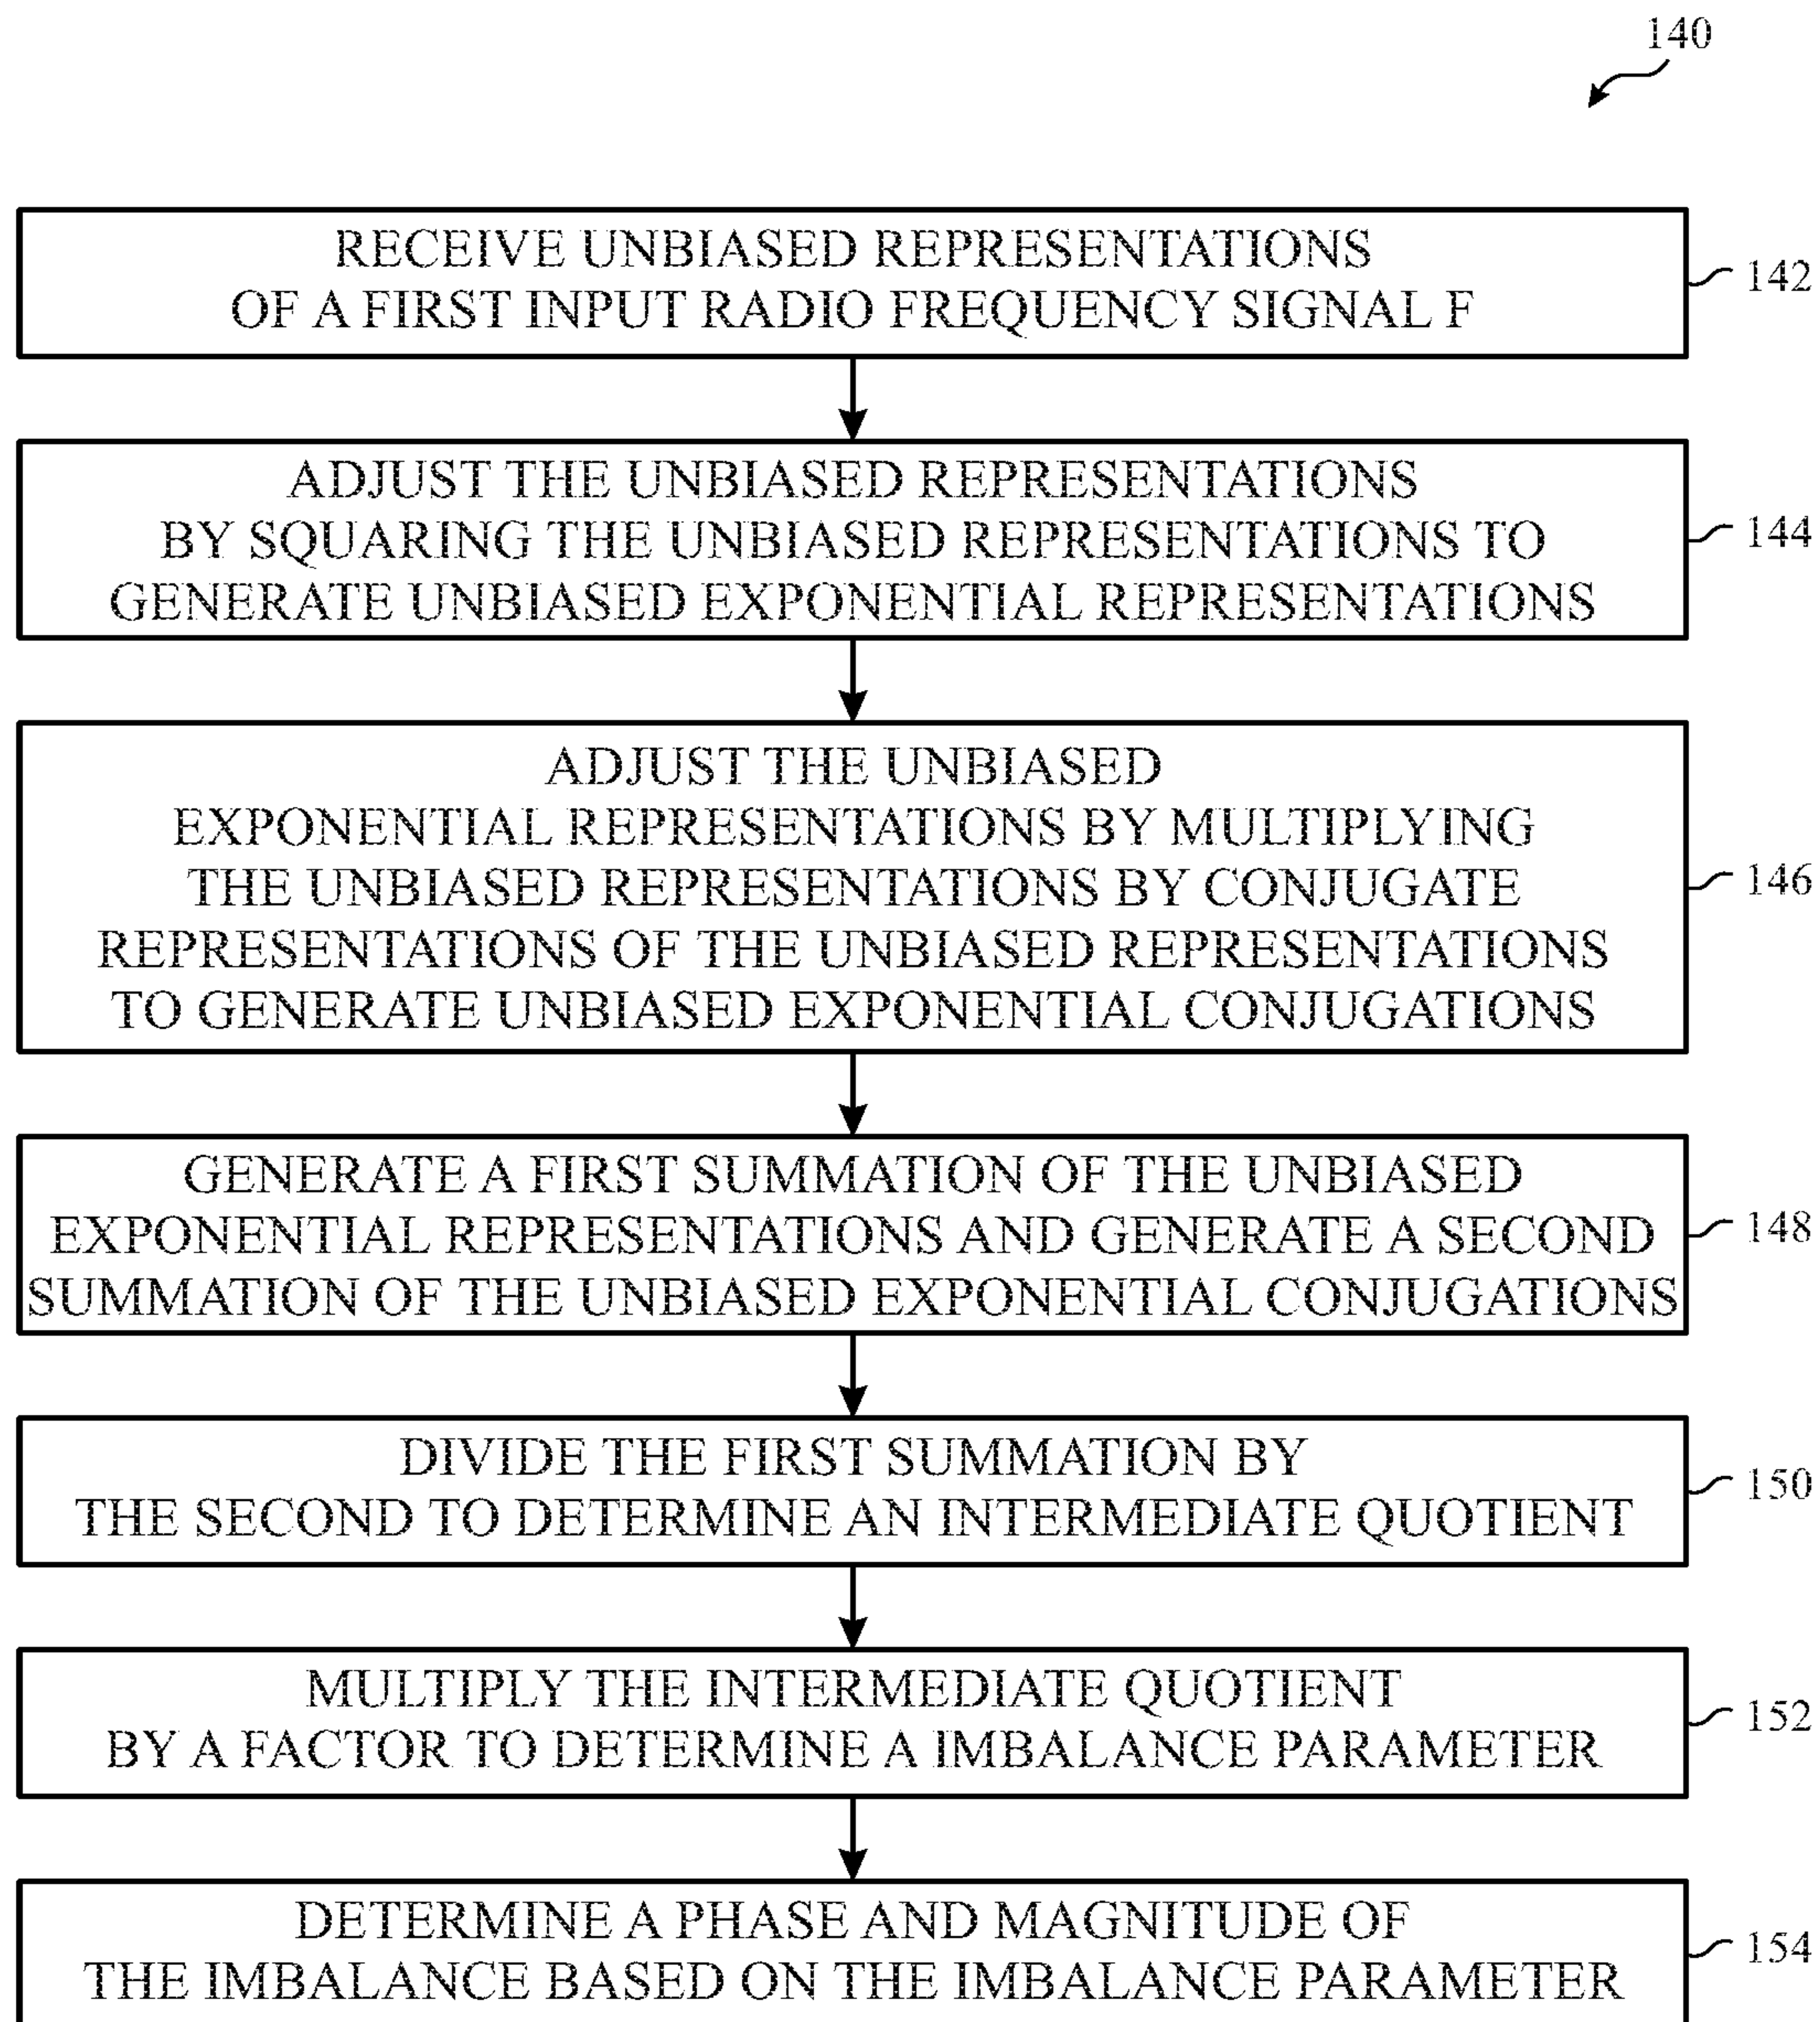 140
RECEIVE UNBIASED REPRESENTATIONS
OF A FIRST INPUT RADIO FREQUENCY SIGNAL F
142
ADJUST THE UNBIASED REPRESENTATIONS
BY SQUARING THE UNBIASED REPRESENTATIONS TO
GENERATE UNBIASED EXPONENTIAL REPRESENTATIONS
144
ADJUST THE UNBIASED
EXPONENTIAL REPRESENTATIONS BY MULTIPLYING
THE UNBIASED REPRESENTATIONS BY CONJUGATE
REPRESENTATIONS OF THE UNBIASED REPRESENTATIONS
TO GENERATE UNBIASED EXPONENTIAL CONJUGATIONS
146
GENERATE A FIRST SUMMATION OF THE UNBIASED
EXPONENTIAL REPRESENTATIONS AND GENERATE A SECOND
SUMMATION OF THE UNBIASED EXPONENTIAL CONJUGATIONS
148
DIVIDE THE FIRST SUMMATION BY
THE SECOND TO DETERMINE AN INTERMEDIATE QUOTIENT
150
MULTIPLY THE INTERMEDIATE QUOTIENT
BY A FACTOR TO DETERMINE A IMBALANCE PARAMETER
152
DETERMINE A PHASE AND MAGNITUDE OF
THE IMBALANCE BASED ON THE IMBALANCE PARAMETER
154